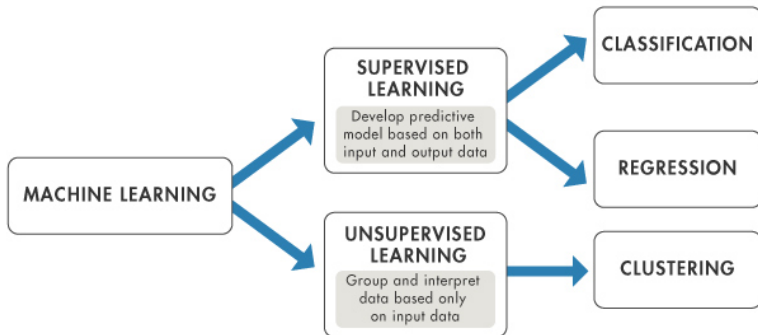 MACHINE LEARNING
SUPERVISED
LEARNING
Develop predictive
model based on both
input and output data
UNSUPERVISED
LEARNING
Group and interpret
data based only
on input data
CLASSIFICATION
REGRESSION
CLUSTERING